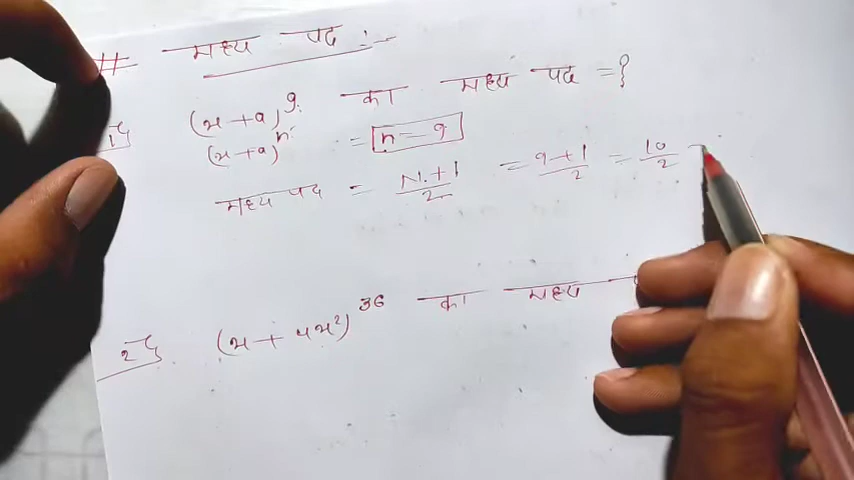 # मध्य पद :-
1 (x+a)^9 का मध्य पद = ?
(x+a)^n = n = 9
मध्य पद = N+1/2 = 9+1/2 = 10/2 =
2 (x + 4x²)^36 का मध्य